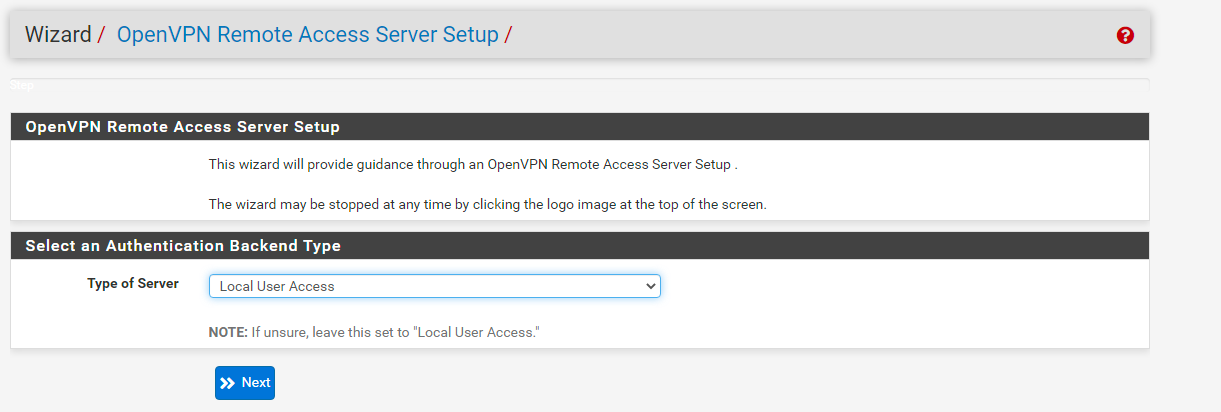 Wizard / OpenVPN Remote Access Server Setup /
Step
OpenVPN Remote Access Server Setup
This wizard will provide guidance through an OpenVPN Remote Access Server Setup .
The wizard may be stopped at any time by clicking the logo image at the top of the screen.
Select an Authentication Backend Type
Type of Server
Local User Access
NOTE: If unsure, leave this set to "Local User Access."
Next